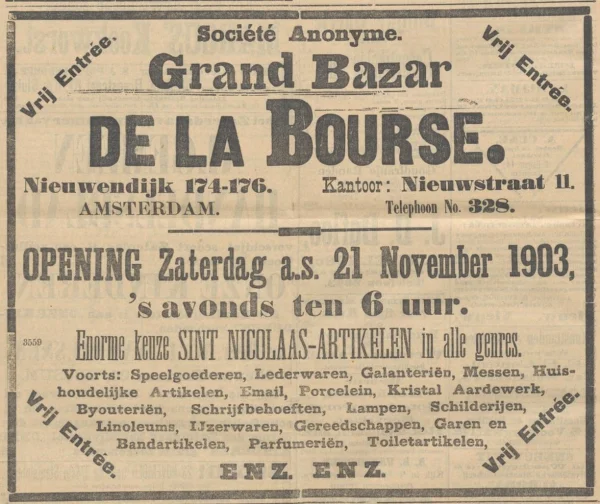 Vrij Entrée.
Société Anonyme.
Vrij Entrée.
Grand Bazar
DE LA BOURSE.
Nieuwendijk 174-176.
Kantoor: Nieuwstraat 11.
AMSTERDAM.
Telephoon No. 328.
OPENING Zaterdag a.s. 21 November 1903,
's avonds ten 6 uur.
3559
Enorme keuze SINT NICOLAAS-ARTIKELEN in alle genres.
Voorts: Speelgoederen, Lederwaren, Galanteriën, Messen, Huis-
houdelijke Artikelen, Email, Porcelein, Kristal Aardewerk,
Byouteriën, Schrijfbehoeften, Lampen, Schilderijen,
Linoleums, IJzerwaren, Gereedschappen, Garen en
Bandartikelen, Parfumeriën, Toiletartikelen,
Vrij Entrée.
ENZ. ENZ.
Vrij Entrée.